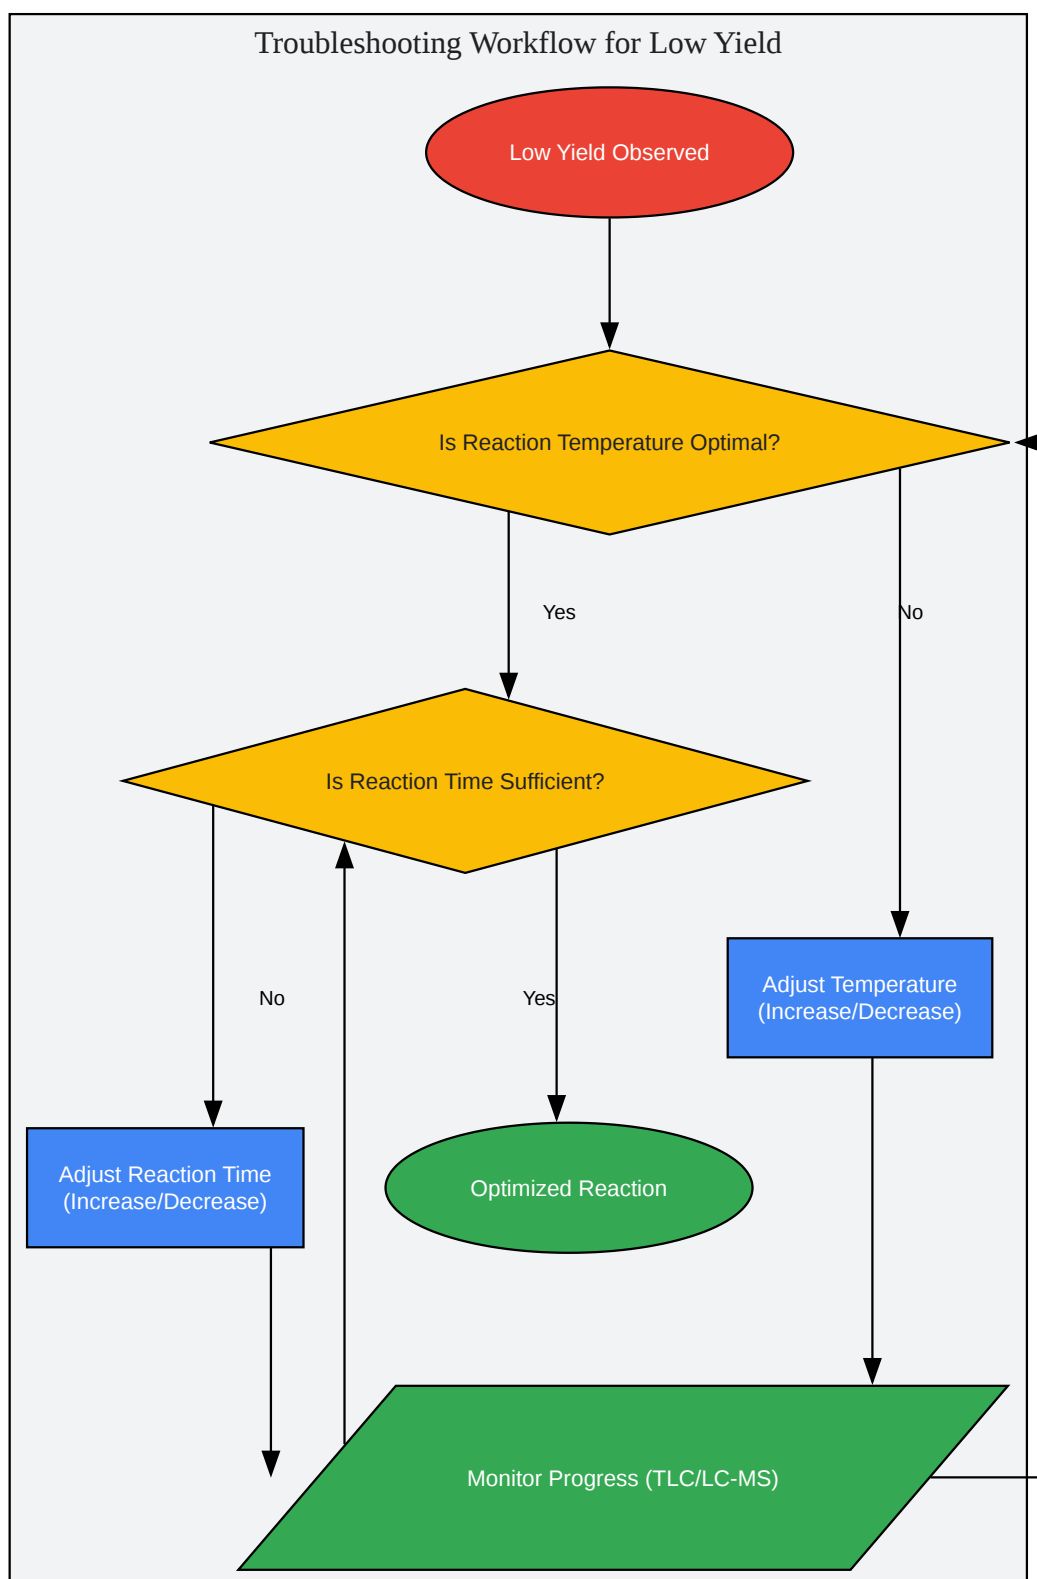 Troubleshooting Workflow for Low Yield
Low Yield Observed
Is Reaction Temperature Optimal?
Yes
No
Is Reaction Time Sufficient?
Adjust Temperature
(Increase/Decrease)
No
Yes
Adjust Reaction Time
(Increase/Decrease)
Optimized Reaction
Monitor Progress (TLC/LC-MS)